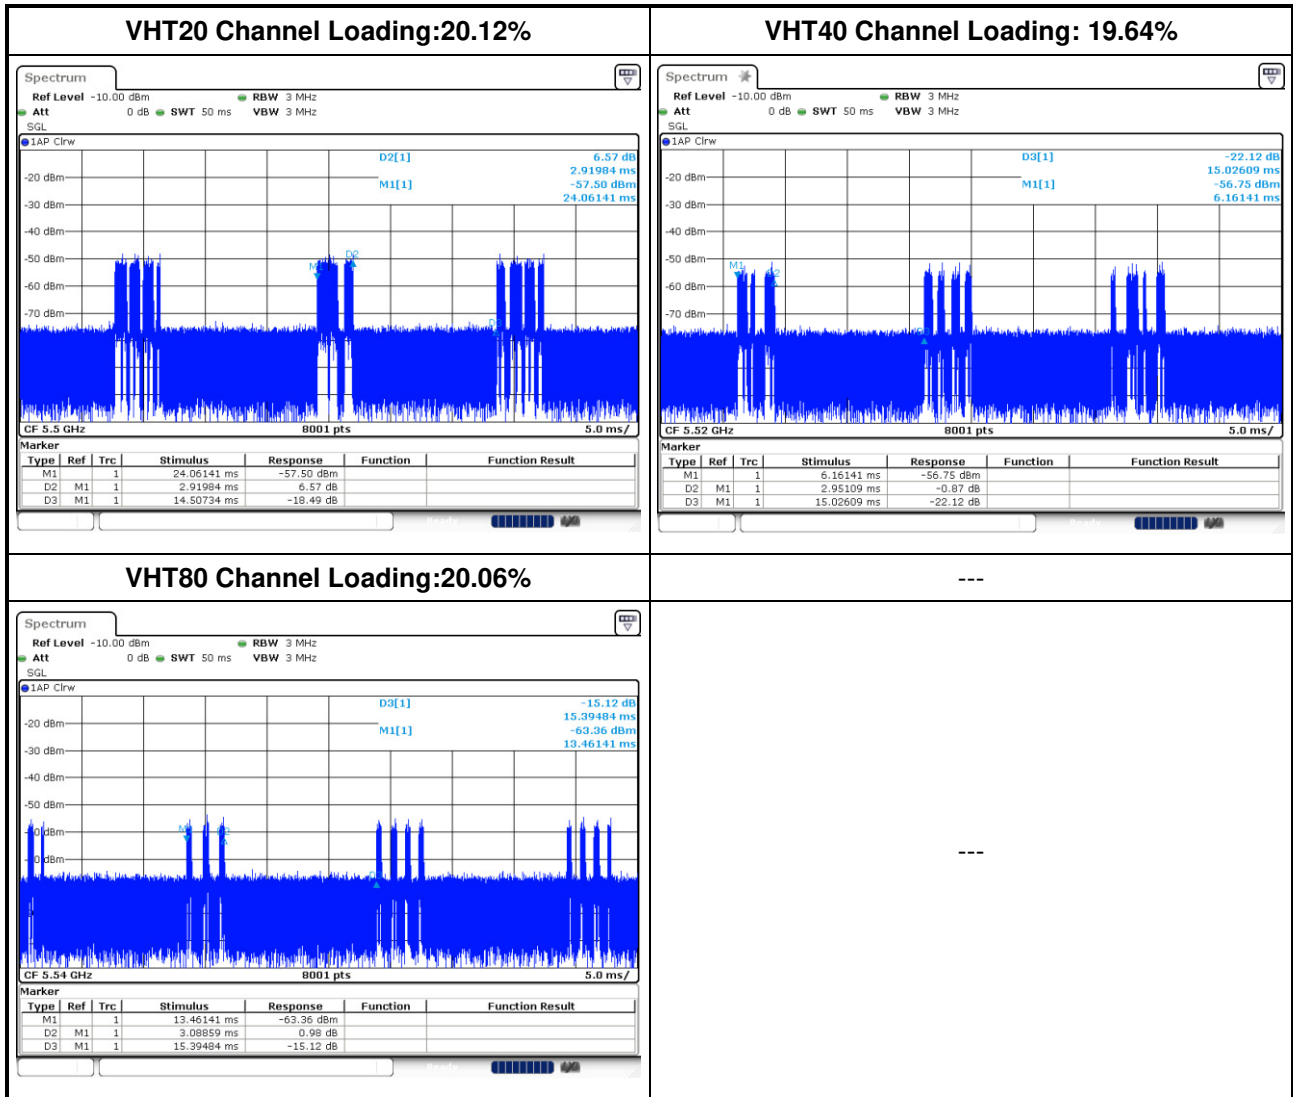 VHT20 Channel Loading:20.12%
VHT40 Channel Loading: 19.64%
Spectrum
Ref Level -10.00 dBm RBW 3 MHz
Att 0 dB SWT 50 ms VBW 3 MHz
SGL
1AP Clrw
D2[1] 6.57 dB
2.91984 ms
M1[1] -57.50 dBm
24.06141 ms
-20 dBm
-30 dBm
-40 dBm
-50 dBm
-60 dBm
-70 dBm
D2
CF 5.5 GHz 8001 pts 5.0 ms/
Marker
Type Ref Trc Stimulus Response Function Function Result
M1 1 24.06141 ms -57.50 dBm
D2 M1 1 2.91984 ms 6.57 dB
D3 M1 1 14.50734 ms -18.49 dB
Spectrum
Ref Level -10.00 dBm RBW 3 MHz
Att 0 dB SWT 50 ms VBW 3 MHz
SGL
1AP Clrw
D3[1] -22.12 dB
15.02609 ms
M1[1] -56.75 dBm
6.16141 ms
-20 dBm
-30 dBm
-40 dBm
-50 dBm
-60 dBm
-70 dBm
M1
CF 5.52 GHz 8001 pts 5.0 ms/
Marker
Type Ref Trc Stimulus Response Function Function Result
M1 1 6.16141 ms -56.75 dBm
D2 M1 1 2.95109 ms -0.87 dB
D3 M1 1 15.02609 ms -22.12 dB
VHT80 Channel Loading:20.06%
---
Spectrum
Ref Level -10.00 dBm RBW 3 MHz
Att 0 dB SWT 50 ms VBW 3 MHz
SGL
1AP Clrw
D3[1] -15.12 dB
15.39484 ms
M1[1] -63.36 dBm
13.46141 ms
-20 dBm
-30 dBm
-40 dBm
-50 dBm
CF 5.54 GHz 8001 pts 5.0 ms/
Marker
Type Ref Trc Stimulus Response Function Function Result
M1 1 13.46141 ms -63.36 dBm
D2 M1 1 3.08859 ms 0.98 dB
D3 M1 1 15.39484 ms -15.12 dB
---